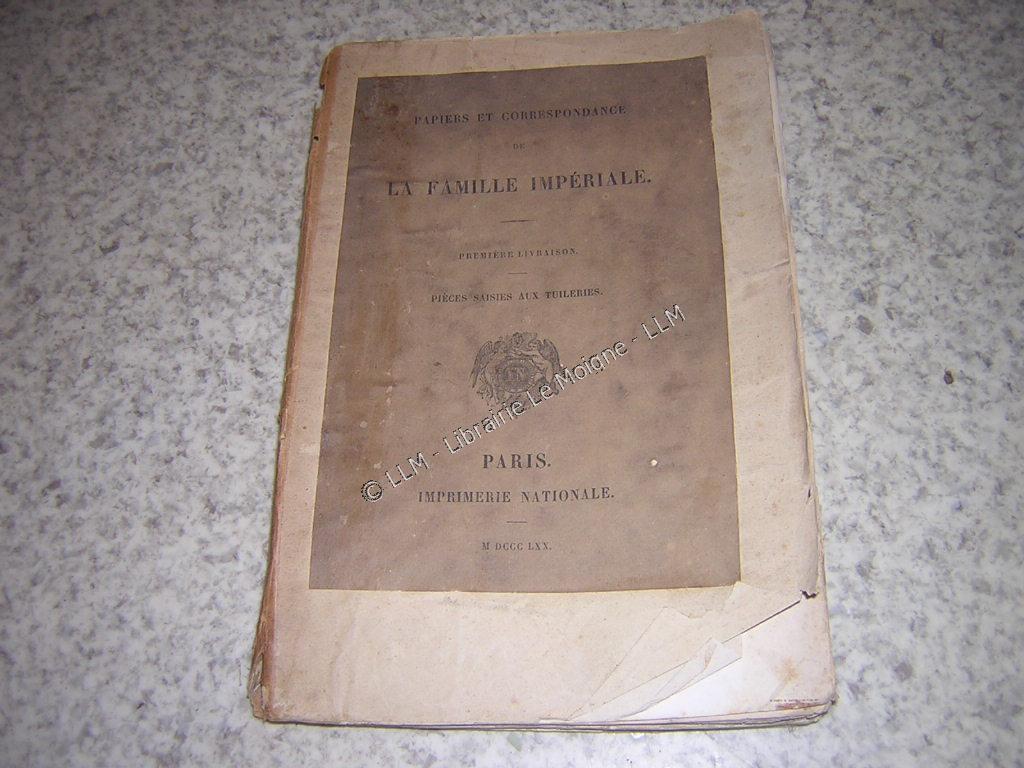 PAPIERS ET CORRESPONDANCE
DE
LA FAMILLE IMPÉRIALE.
PREMIÈRE LIVRAISON.
PIÈCES SAISIES AUX TUILERIES.
© LLM - Librairie Le Moigne - LLM
PARIS.
IMPRIMERIE NATIONALE.
M DCCC LXX.